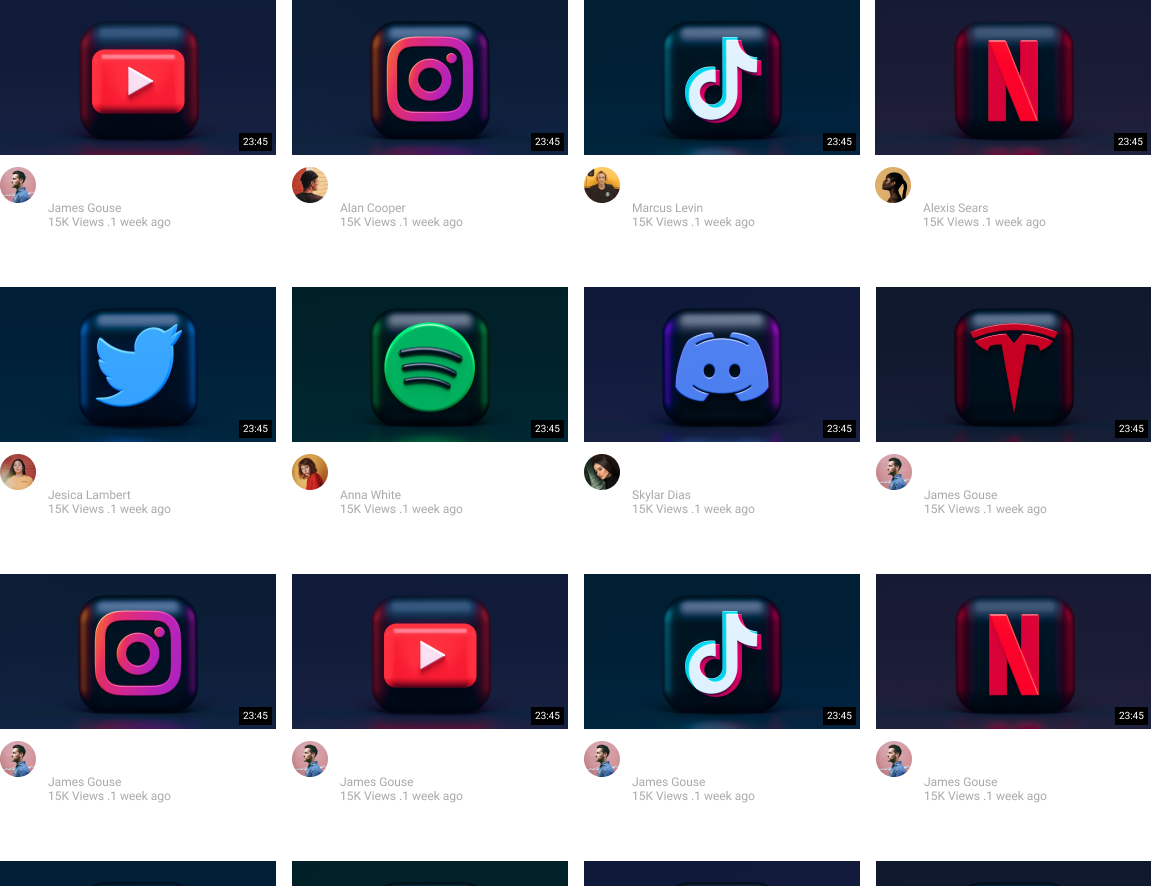 23:45
23:45
23:45
23:45
James Gouse
15K Views .1 week ago
Alan Cooper
15K Views .1 week ago
Marcus Levin
15K Views .1 week ago
Alexis Sears
15K Views .1 week ago
23:45
23:45
23:45
23:45
Jesica Lambert
15K Views .1 week ago
Anna White
15K Views .1 week ago
Skylar Dias
15K Views .1 week ago
James Gouse
15K Views .1 week ago
23:45
23:45
23:45
23:45
James Gouse
15K Views .1 week ago
James Gouse
15K Views .1 week ago
James Gouse
15K Views .1 week ago
James Gouse
15K Views .1 week ago